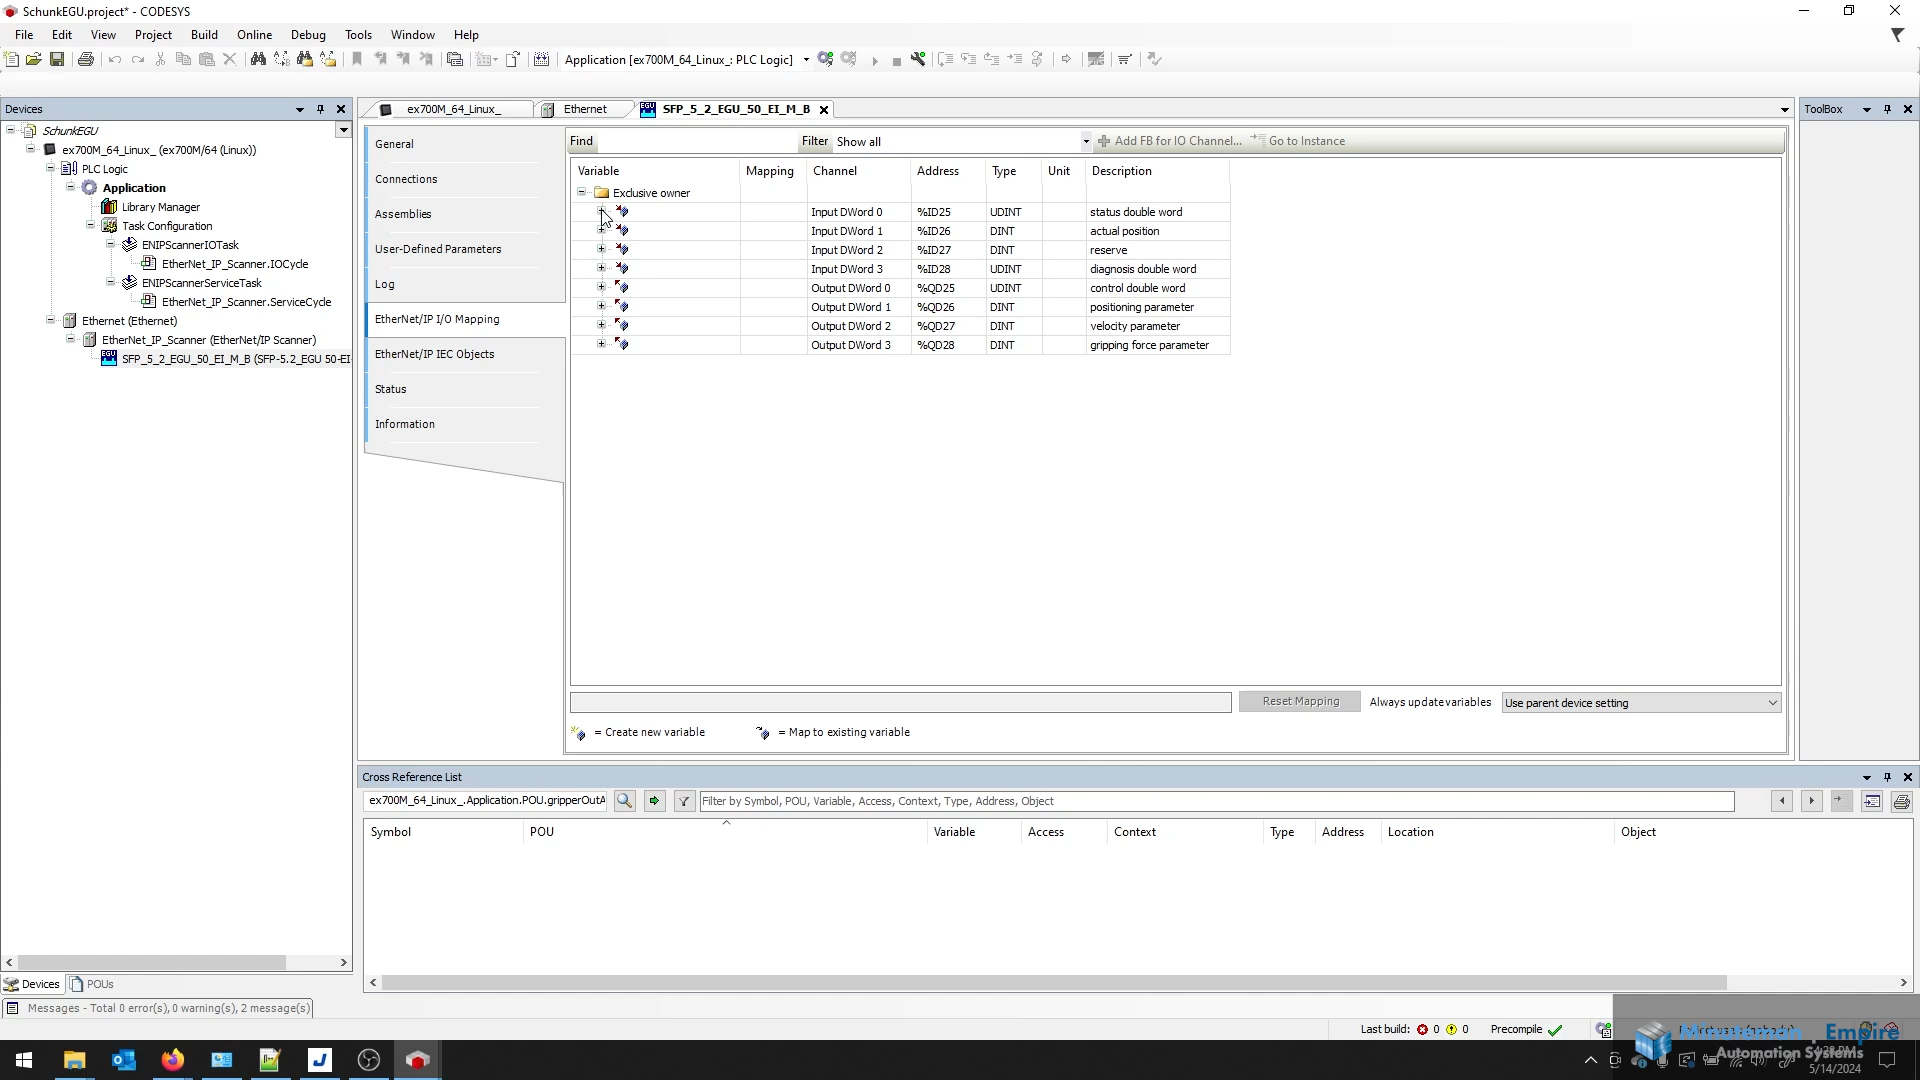 SchunkEGU.project* - CODESYS
File Edit View Project Build Online Debug Tools Window Help
Application [ex700M_64_Linux_: PLC Logic]
Devices
ex700M_64_Linux_ Ethernet EGU SFP_5_2_EGU_50_EI_M_B
ToolBox
SchunkEGU
ex700M_64_Linux_ (ex700M/64 (Linux))
PLC Logic
Application
Library Manager
Task Configuration
ENIPScannerIOTask
EtherNet_IP_Scanner.IOCycle
ENIPScannerServiceTask
EtherNet_IP_Scanner.ServiceCycle
Ethernet (Ethernet)
EtherNet_IP_Scanner (EtherNet/IP Scanner)
EGU SFP_5_2_EGU_50_EI_M_B (SFP-5.2_EGU 50-EI-
Devices POUs
General
Connections
Assemblies
User-Defined Parameters
Log
EtherNet/IP I/O Mapping
EtherNet/IP IEC Objects
Status
Information
Find Filter Show all Add FB for IO Channel... Go to Instance
Variable Mapping Channel Address Type Unit Description
Exclusive owner
Input DWord 0 %ID25 UDINT status double word
Input DWord 1 %ID26 DINT actual position
Input DWord 2 %ID27 DINT reserve
Input DWord 3 %ID28 UDINT diagnosis double word
Output DWord 0 %QD25 UDINT control double word
Output DWord 1 %QD26 DINT positioning parameter
Output DWord 2 %QD27 DINT velocity parameter
Output DWord 3 %QD28 DINT gripping force parameter
Reset Mapping Always update variables Use parent device setting
= Create new variable = Map to existing variable
Cross Reference List
ex700M_64_Linux_.Application.POU.gripperOutA
Filter by Symbol, POU, Variable, Access, Context, Type, Address, Object
Symbol POU Variable Access Context Type Address Location Object
Messages - Total 0 error(s), 0 warning(s), 2 message(s)
Last build: 0 0 Precompile
Minuteman Empire
Automation Systems
5/14/2024